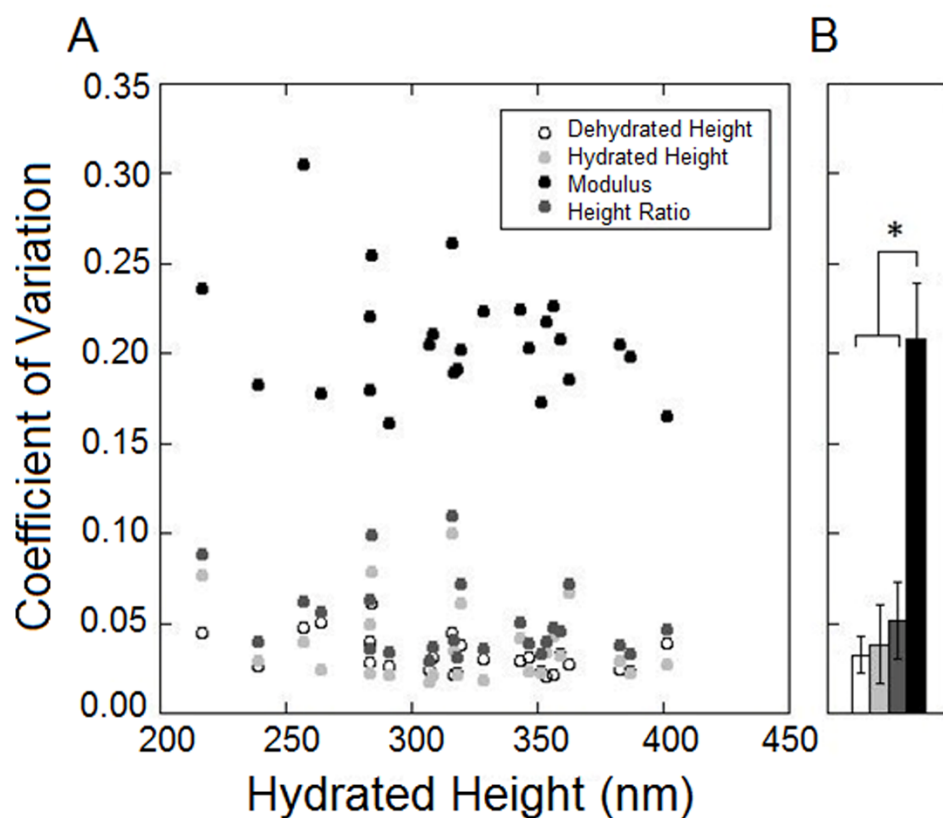 A
B
Coefficient of Variation
0.35
0.30
0.25
0.20
0.15
0.10
0.05
0.00
Dehydrated Height
Hydrated Height
Modulus
Height Ratio
*
200
250
300
350
400
450
Hydrated Height (nm)